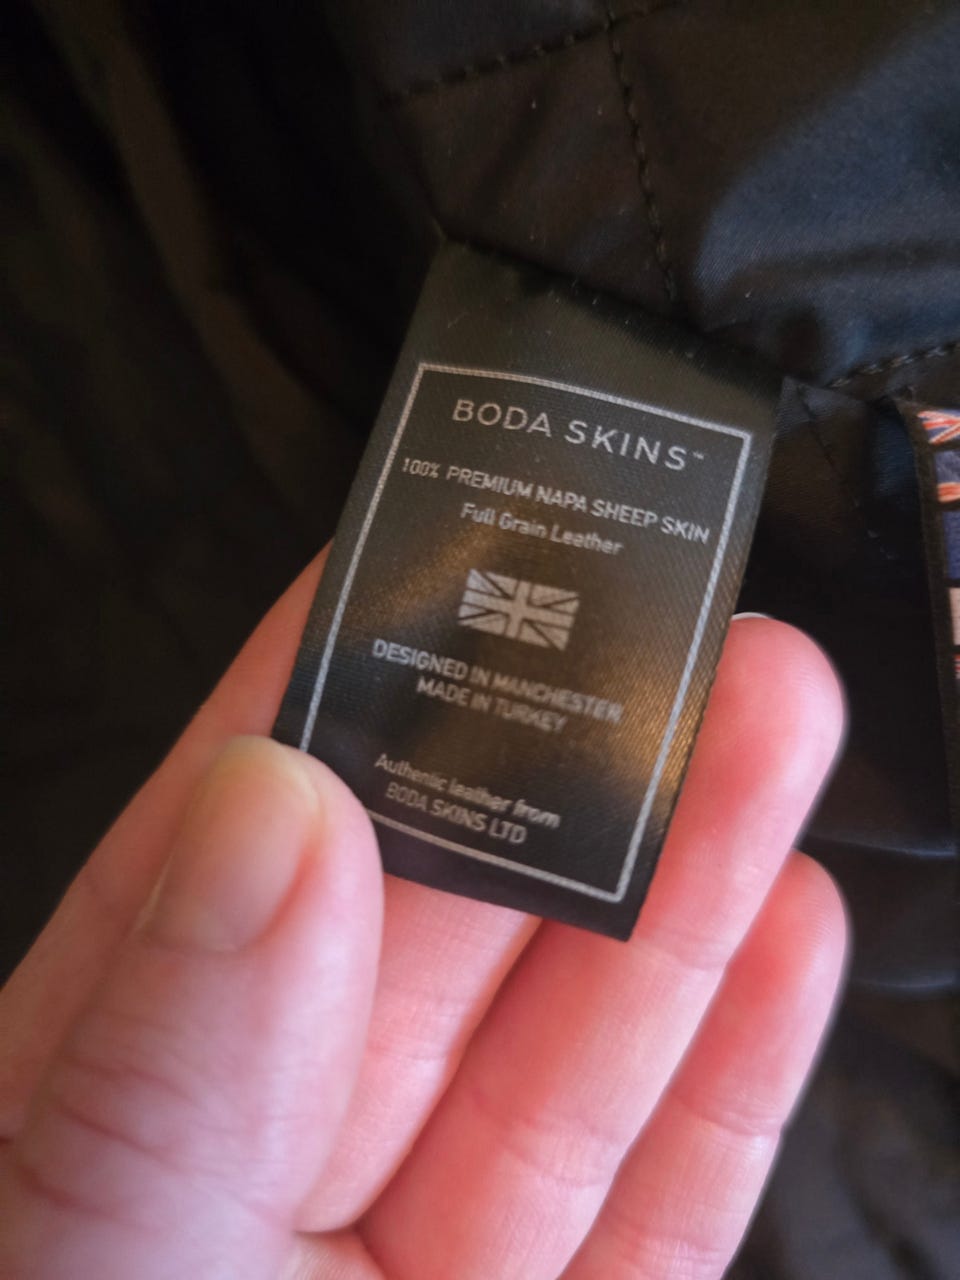 BODA SKINS™
100% PREMIUM NAPA SHEEP SKIN
Full Grain Leather
DESIGNED IN MANCHESTER
MADE IN TURKEY
Authentic leather from
BODA SKINS LTD